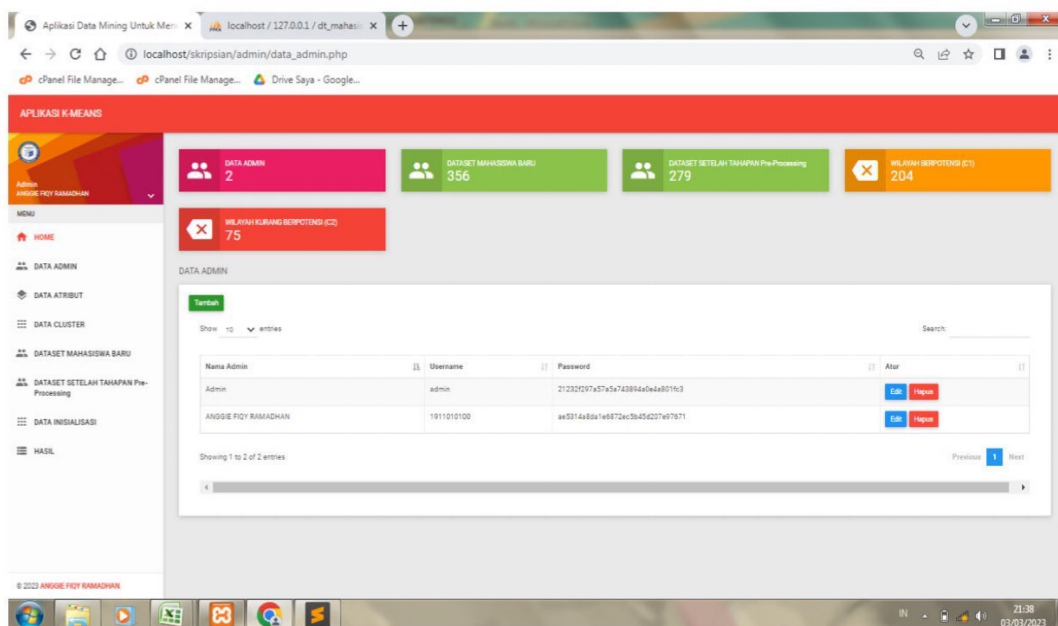 Aplikasi Data Mining Untuk Men
localhost / 127.0.0.1 / dt_mahasis
localhost/skripsian/admin/data_admin.php
cPanel File Manage...
cPanel File Manage...
Drive Saya - Google...
APLIKASI K-MEANS
Admin
ANGGIE FIQY RAMADHAN
MENU
HOME
DATA ADMIN
DATA ATRIBUT
DATA CLUSTER
DATASET MAHASISWA BARU
DATASET SETELAH TAHAPAN Pre-
Processing
DATA INISIALISASI
HASIL
© 2023 ANGGIE FIQY RAMADHAN.
DATA ADMIN
2
DATASET MAHASISWA BARU
356
DATASET SETELAH TAHAPAN Pre-Processing
279
WILAYAH BERPOTENSI (C1)
204
WILAYAH KURANG BERPOTENSI (C2)
75
DATA ADMIN
Tambah
Show 10 entries
Search:
Nama Admin Username Password Atur
Admin admin 21232f297a57a5a743894a0e4a801fc3 Edit Hapus
ANGGIE FIQY RAMADHAN 1911010100 ae5314a8da1e6872ec5b45d207e97671 Edit Hapus
Showing 1 to 2 of 2 entries
Previous 1 Next
IN
21:38
03/03/2023